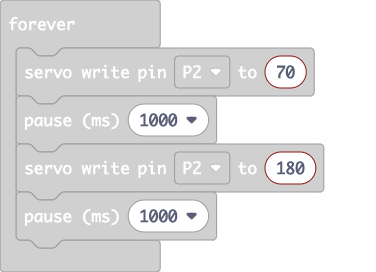 forever
servo write pin P2 to 70
pause (ms) 1000
servo write pin P2 to 180
pause (ms) 1000